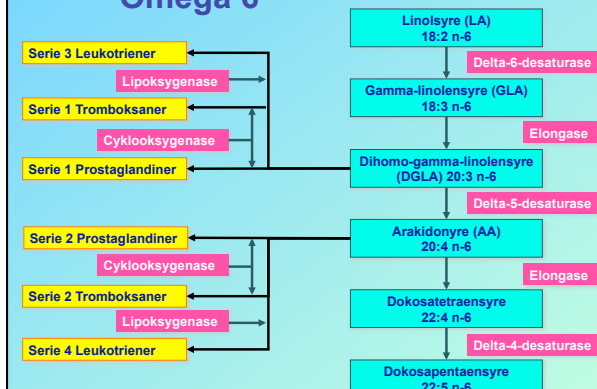 Omega 6
Linolsyre (LA)
18:2 n-6
Serie 3 Leukotriener
Delta-6-desaturase
Lipoksygenase
Gamma-linolensyre (GLA)
18:3 n-6
Serie 1 Tromboksaner
Elongase
Cyklooksygenase
Serie 1 Prostaglandiner
Dihomo-gamma-linolensyre
(DGLA) 20:3 n-6
Delta-5-desaturase
Serie 2 Prostaglandiner
Arakidonyre (AA)
20:4 n-6
Cyklooksygenase
Elongase
Serie 2 Tromboksaner
Dokosatetraensyre
22:4 n-6
Lipoksygenase
Delta-4-desaturase
Serie 4 Leukotriener
Dokosapentaensyre
22:5 n-6